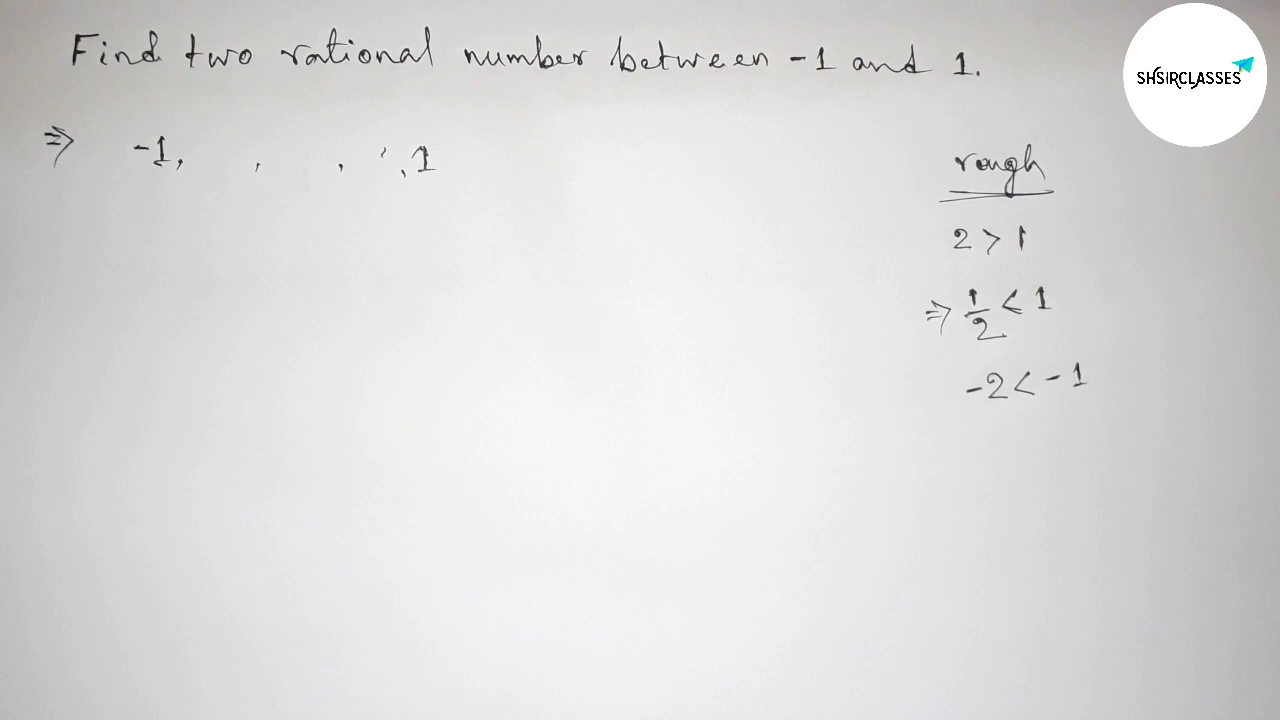 Find two rational number between -1 and 1.
SHSIRCLASSES
⇒ -1, , , , 1
rough
2 > 1
⇒ 1/2 < 1
-2 < -1